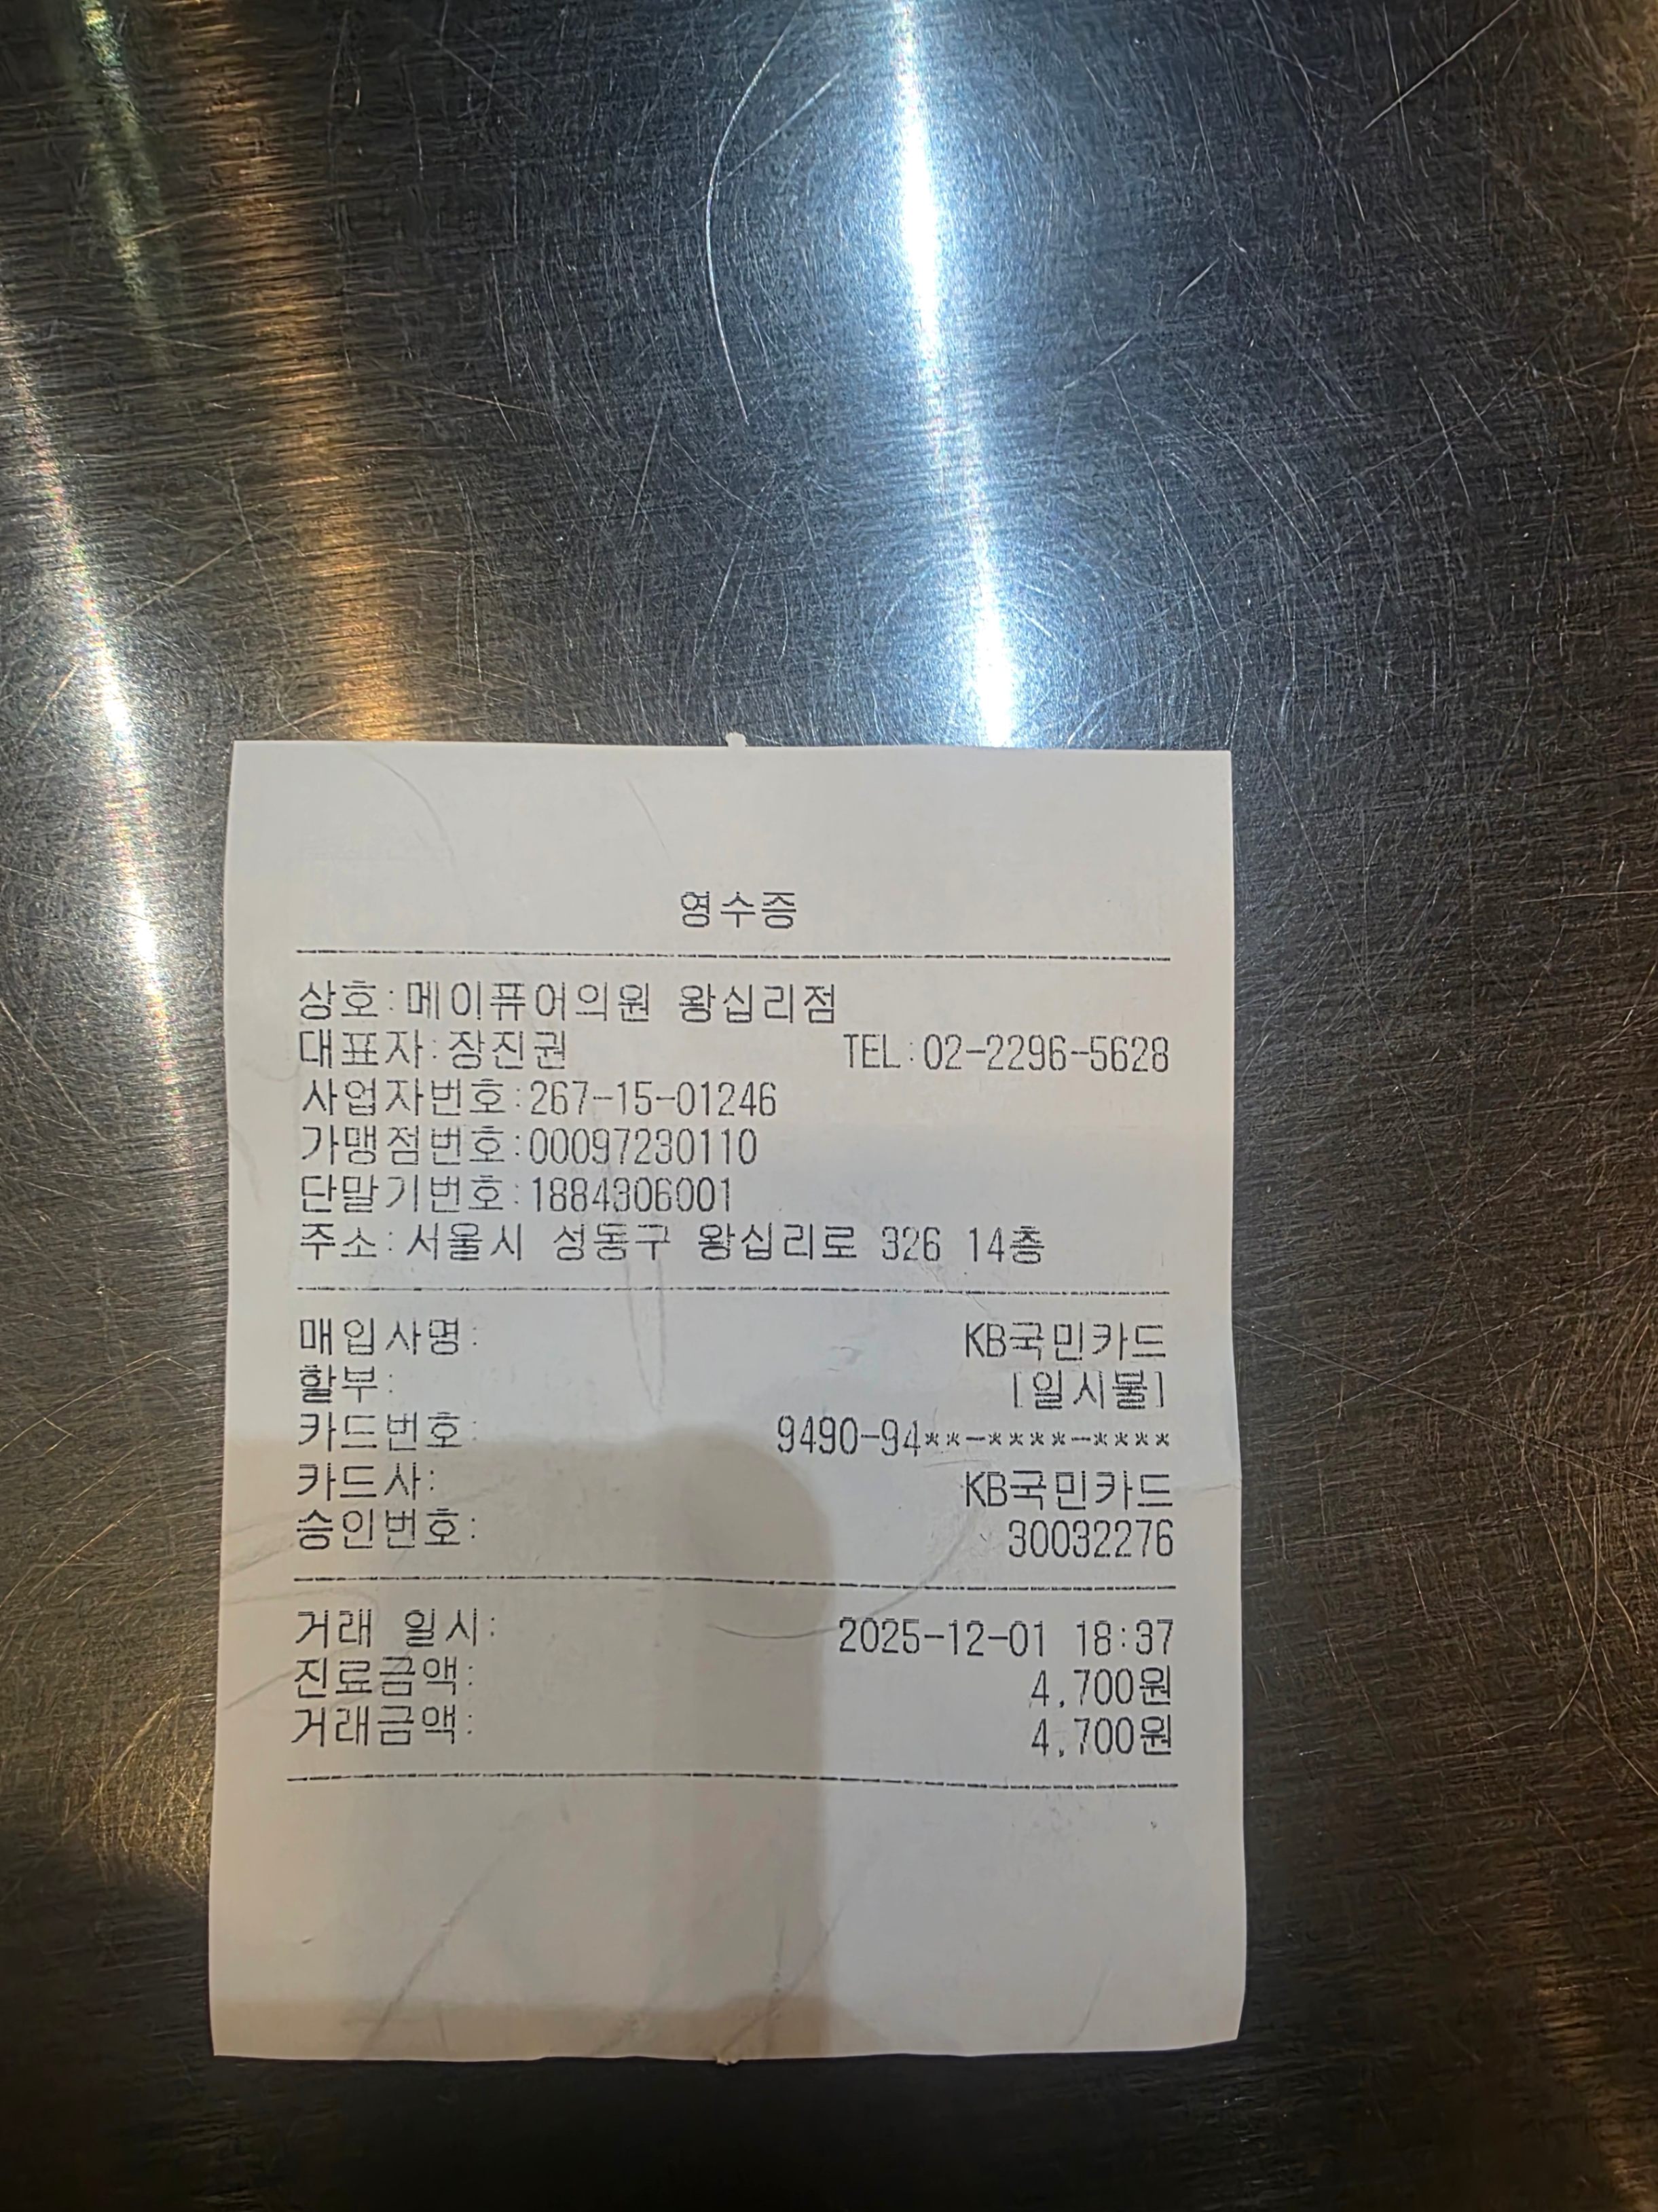 영수증
상호:메이퓨어의원 왕십리점
대표자:장진권 TEL:02-2296-5628
사업자번호:267-15-01246
가맹점번호:00097230110
단말기번호:1884306001
주소:서울시 성동구 왕십리로 326 14층
매입사명: KB국민카드
할부: [일시불]
카드번호: 9490-94**-****-****
카드사: KB국민카드
승인번호: 30032276
거래 일시: 2025-12-01 18:37
진료금액: 4,700원
거래금액: 4,700원